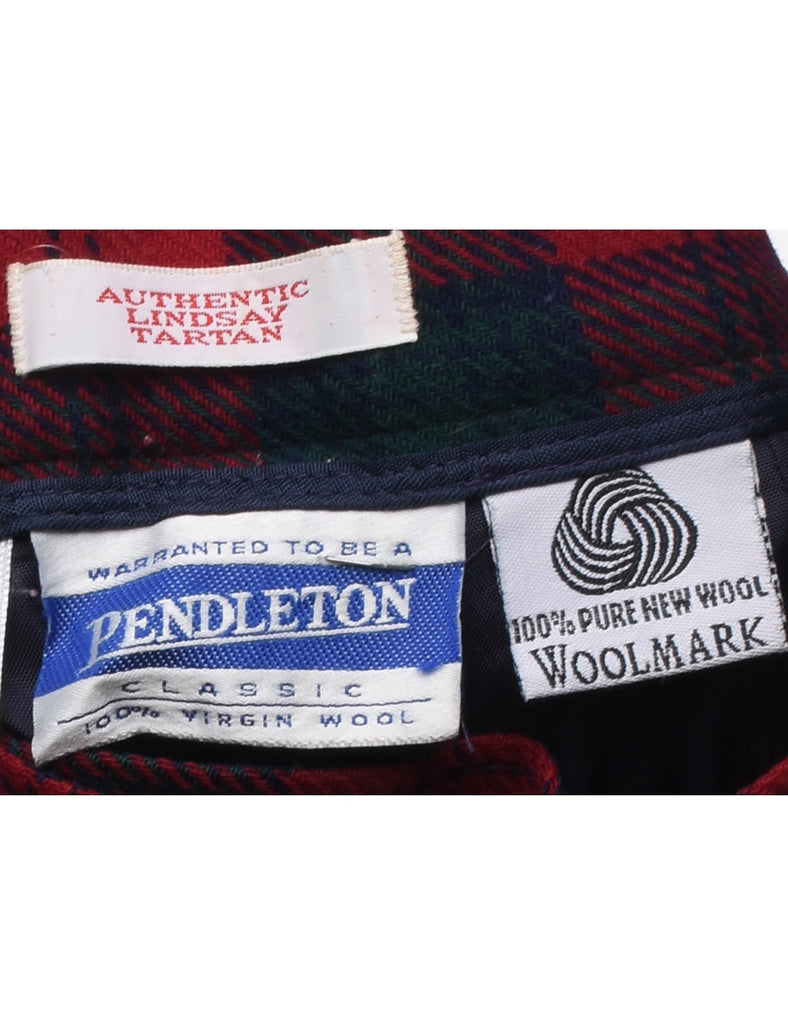 AUTHENTIC
LINDSAY
TARTAN
WARRANTED TO BE A
PENDLETON
CLASSIC
100% VIRGIN WOOL
100% PURE NEW WOOL
WOOLMARK